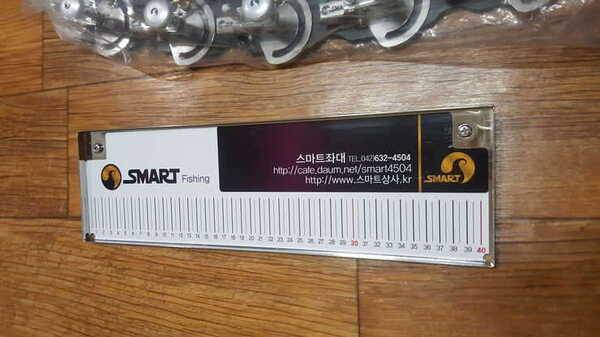 SMART Fishing
스마트좌대 TEL.042)632-4504
http://cafe.daum.net/smart4504
http://www.스마트상사.kr
SMART
1 2 3 4 5 6 7 8 9 10 11 12 13 14 15 16 17 18 19 20 21 22 23 24 25 26 27 28 29 30 31 32 33 34 35 36 37 38 39 40